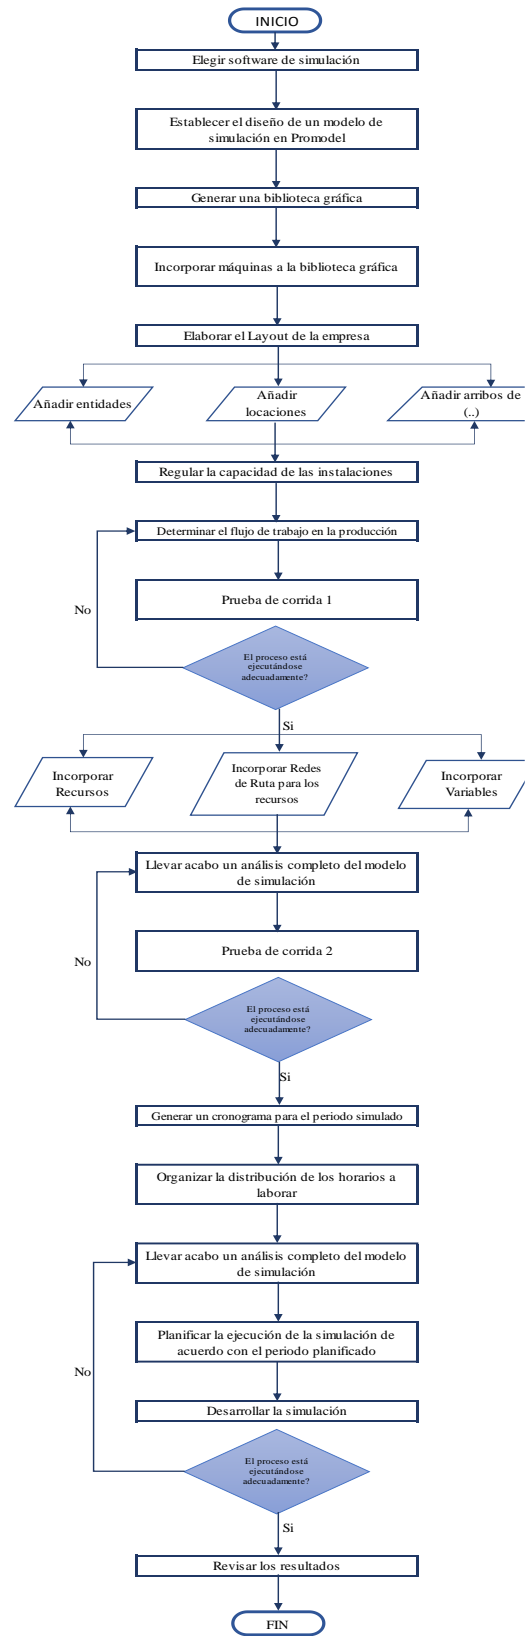 INICIO
Elegir software de simulación
Establecer el diseño de un modelo de
simulación en Promodel
Generar una biblioteca gráfica
Incorporar máquinas a la biblioteca gráfica
Elaborar el Layout de la empresa
Añadir entidades
Añadir
locaciones
Añadir arribos de
(..)
Regular la capacidad de las instalaciones
Determinar el flujo de trabajo en la producción
Prueba de corrida 1
No
El proceso está
ejecutándose
adecuadamente?
Si
Incorporar
Recursos
Incorporar Redes
de Ruta para los
recursos
Incorporar
Variables
Llevar acabo un análisis completo del modelo
de simulación
Prueba de corrida 2
No
El proceso está
ejecutándose
adecuadamente?
Si
Generar un cronograma para el periodo simulado
Organizar la distribución de los horarios a
laborar
Llevar acabo un análisis completo del modelo
de simulación
Planificar la ejecución de la simulación de
acuerdo con el periodo planificado
No
Desarrollar la simulación
El proceso está
ejecutándose
adecuadamente?
Si
Revisar los resultados
FIN